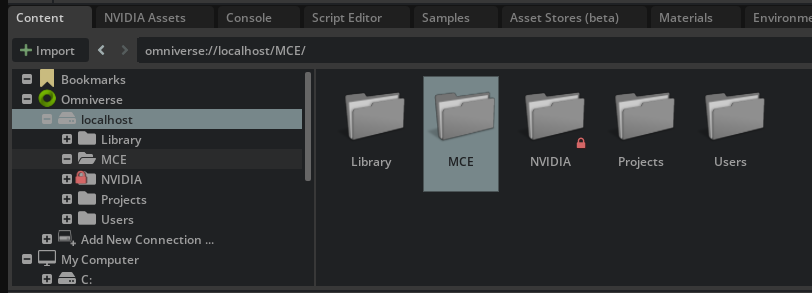 Content NVIDIA Assets Console Script Editor Samples Asset Stores (beta) Materials Environme
Import omniverse://localhost/MCE/
Bookmarks
Omniverse
localhost
Library
MCE
NVIDIA
Projects
Users
Add New Connection ...
My Computer
C:
Library MCE NVIDIA Projects Users